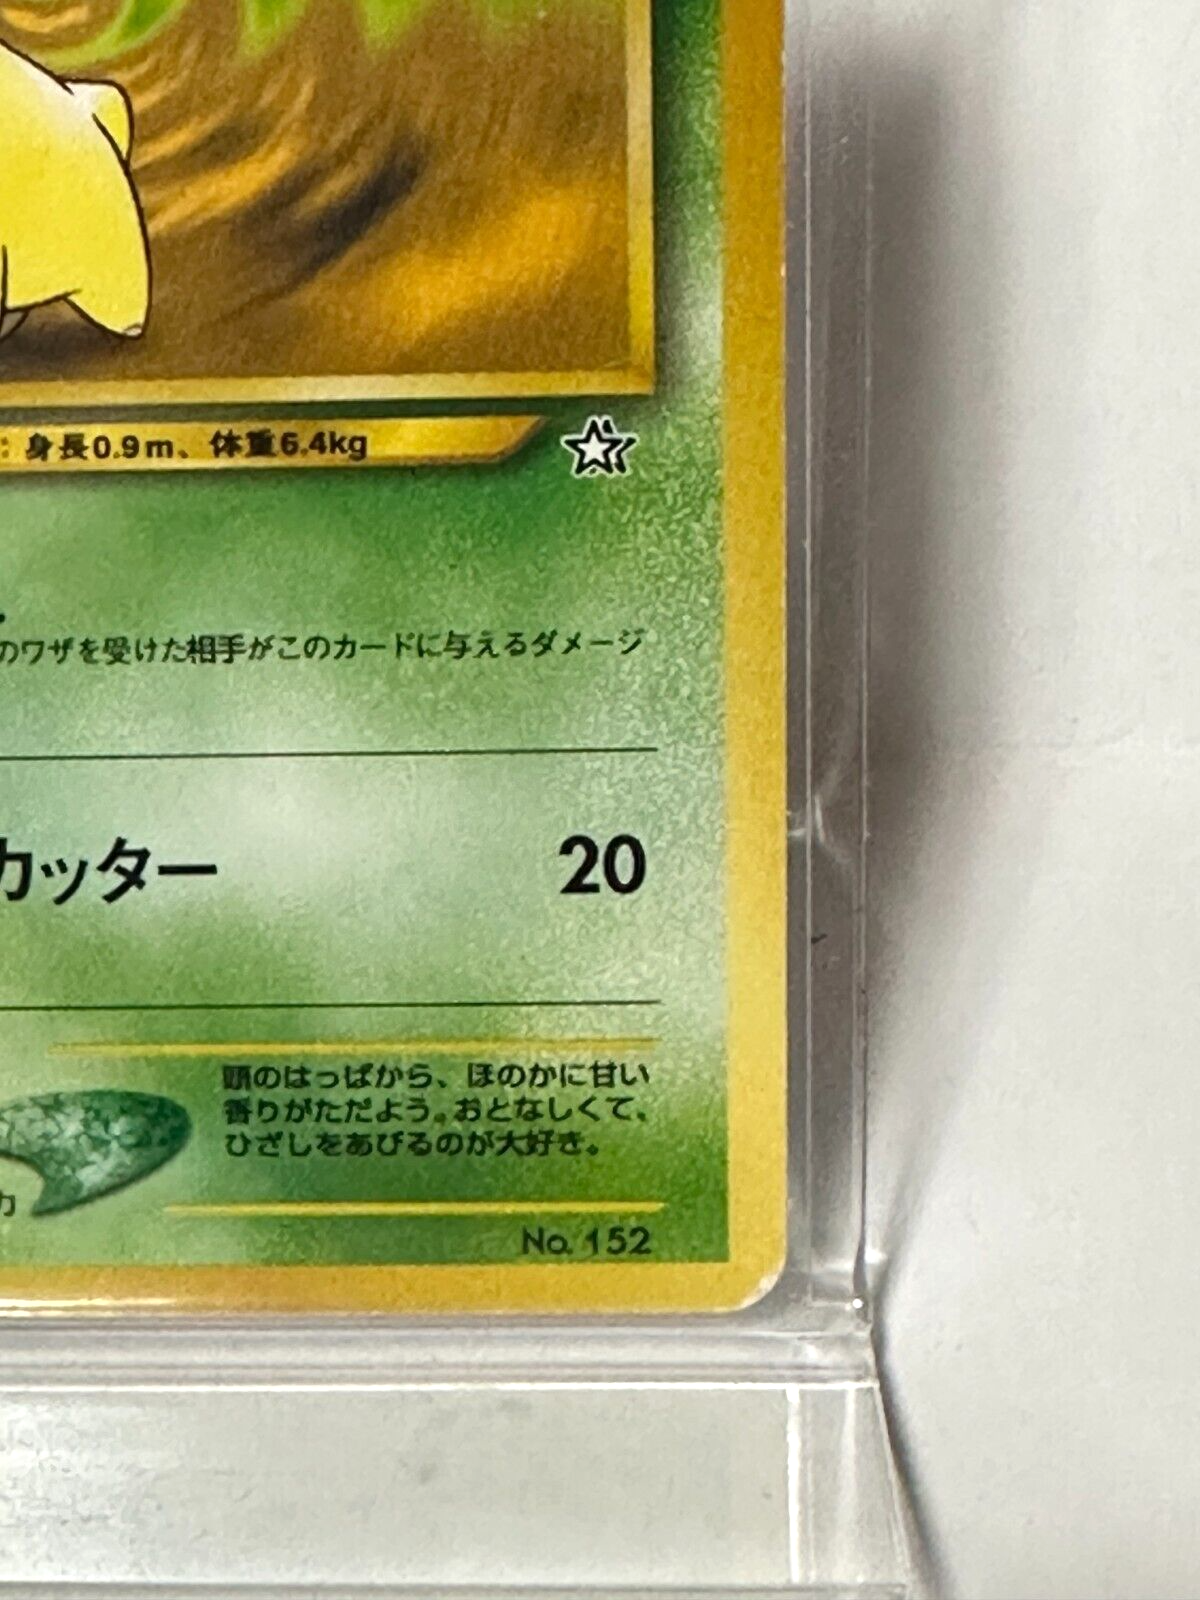 身長0.9m、体重6.4kg
のワザを受けた相手がこのカードに与えるダメージ
カッター 20
頭のはっぱから、ほのかに甘い
香りがただよう。おとなしくて、
ひざしをあびるのが大好き。
力
No. 152